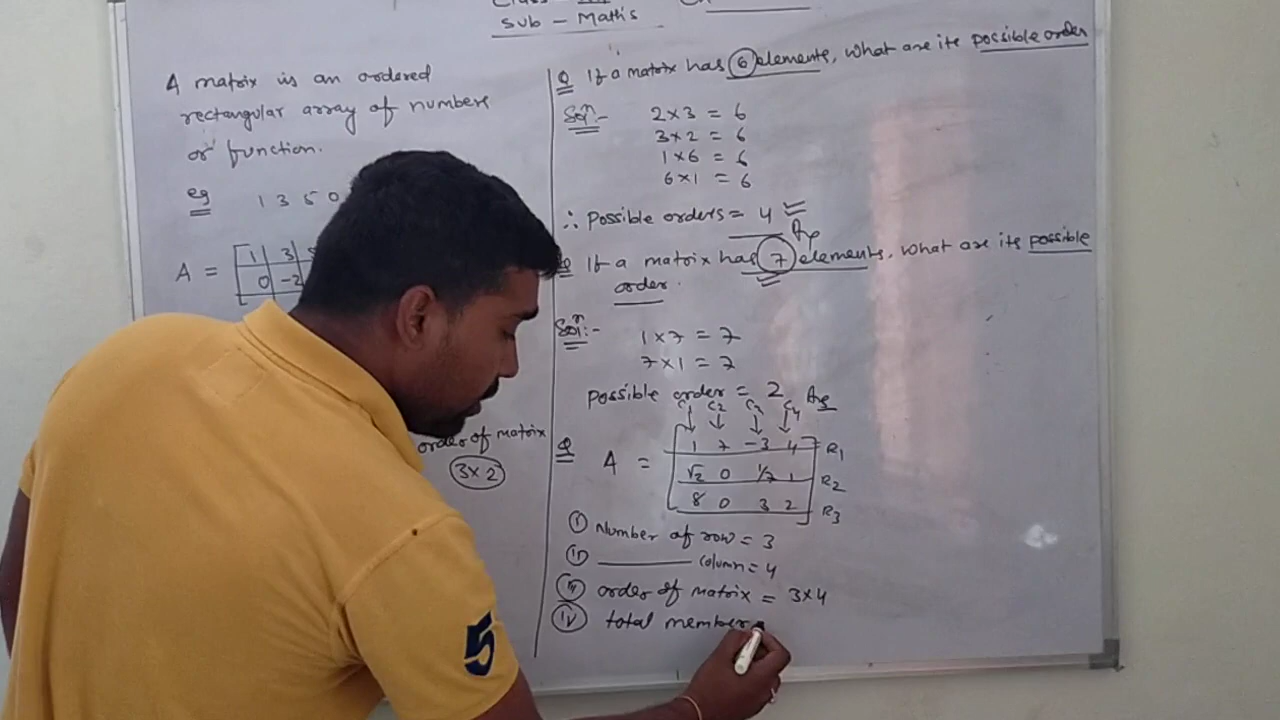 Sub - Maths
A matrix is an ordered
rectangular array of numbers
or function.
eg 1 3 5 0
A = [ 1 3
0 -2
order of matrix
3×2
Q If a matrix has 6 elements, what are its possible order
Solⁿ:- 2×3 = 6
3×2 = 6
1×6 = 6
6×1 = 6
∴ Possible orders = 4 Ans
Q If a matrix has 7 elements, what are its possible
order.
Solⁿ:- 1×7 = 7
7×1 = 7
Possible order = 2 Ans
C1 C2 C3 C4
Q A = [ 1 7 -3 4 ] R1
√2 0 1/7 1 R2
8 0 3 2 R3
(i) Number of row = 3
(ii) ______ column = 4
(iii) order of matrix = 3×4
(iv) total member
5